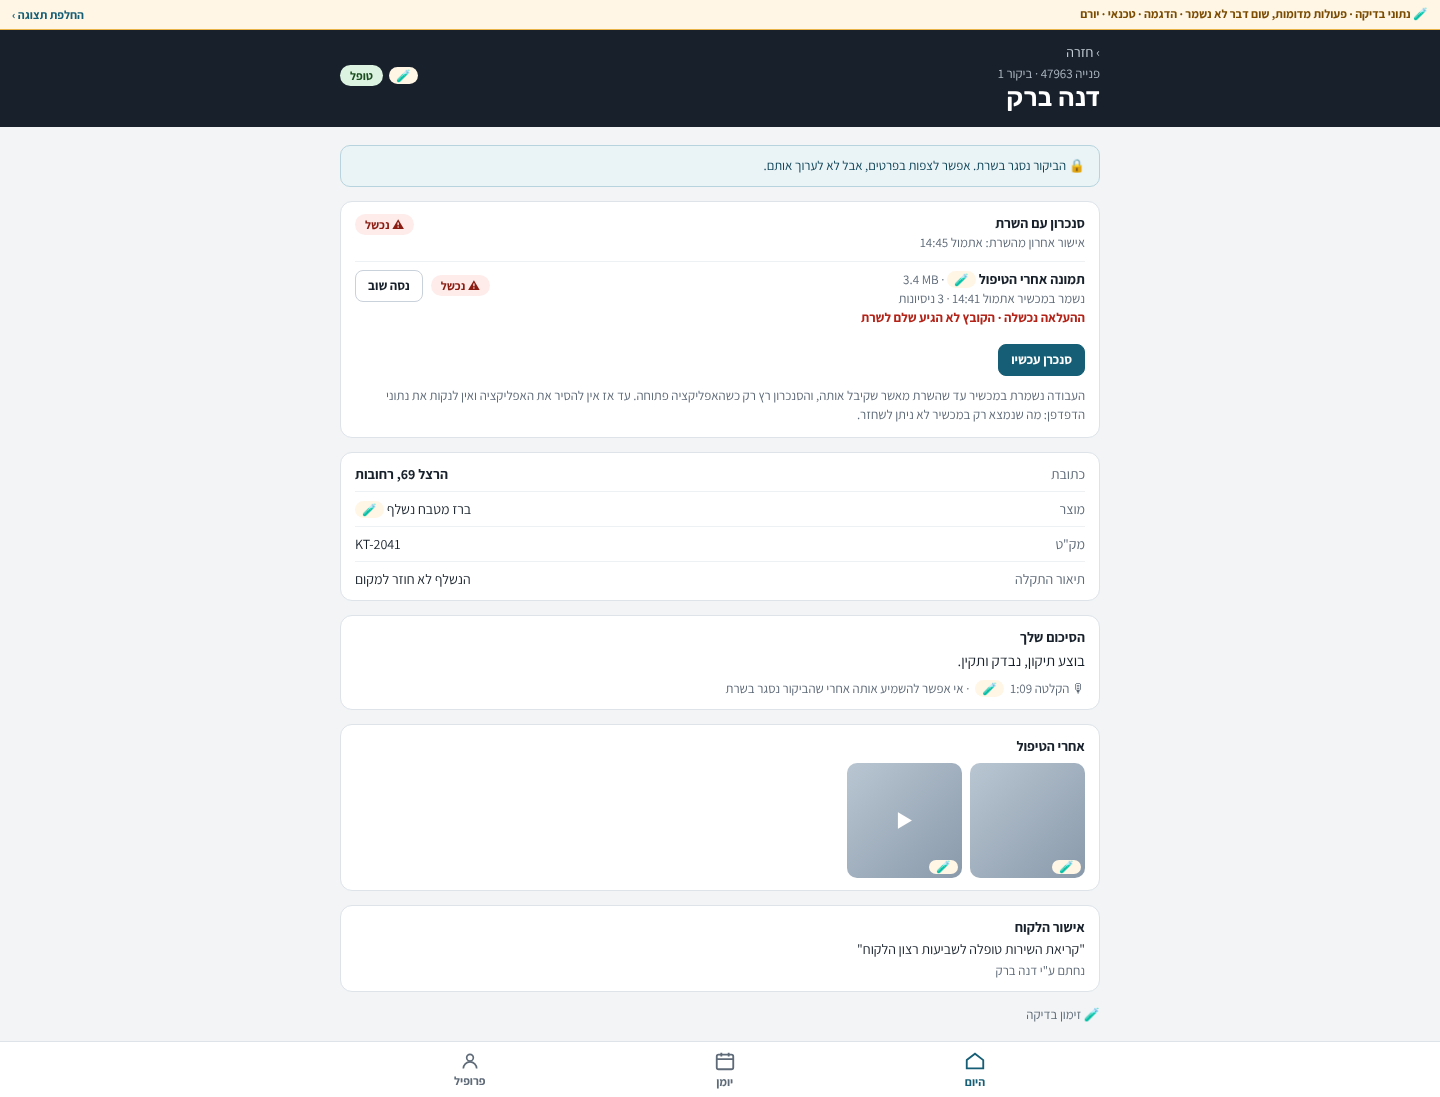 🧪 נתוני בדיקה · פעולות מדומות, שום דבר לא נשמר · הדגמה · טכנאי · יורם
החלפת תצוגה ›
› חזרה
פנייה 47963 · ביקור 1
דנה ברק
🧪
טופל
🔒 הביקור נסגר בשרת. אפשר לצפות בפרטים, אבל לא לערוך אותם.
סנכרון עם השרת
⚠ נכשל
אישור אחרון מהשרת: אתמול 14:45
תמונה אחרי הטיפול 🧪 · 3.4 MB
⚠ נכשל
נסה שוב
נשמר במכשיר אתמול 14:41 · 3 ניסיונות
ההעלאה נכשלה · הקובץ לא הגיע שלם לשרת
סנכרן עכשיו
העבודה נשמרת במכשיר עד שהשרת מאשר שקיבל אותה, והסנכרון רץ רק כשהאפליקציה פתוחה. עד אז אין להסיר את האפליקציה ואין לנקות את נתוני
הדפדפן: מה שנמצא רק במכשיר לא ניתן לשחזר.
כתובת
הרצל 69, רחובות
מוצר
ברז מטבח נשלף 🧪
מק"ט
KT-2041
תיאור התקלה
הנשלף לא חוזר למקום
הסיכום שלך
בוצע תיקון, נבדק ותקין.
🎙 הקלטה 1:09 🧪 · אי אפשר להשמיע אותה אחרי שהביקור נסגר בשרת
אחרי הטיפול
🧪
🧪
אישור הלקוח
"קריאת השירות טופלה לשביעות רצון הלקוח"
נחתם ע"י דנה ברק
🧪 זימון בדיקה
היום
יומן
פרופיל